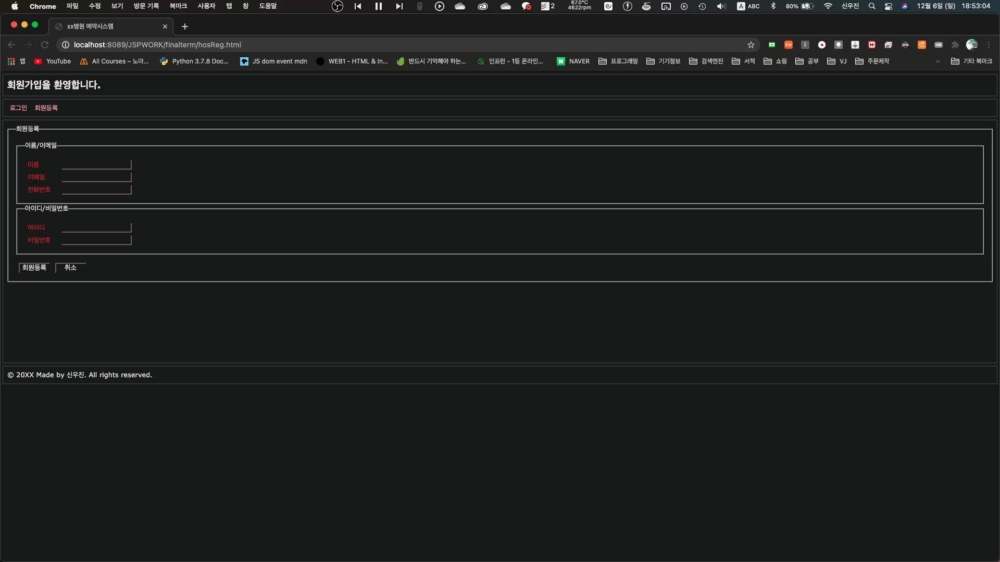 Chrome 파일 수정 보기 방문 기록 북마크 사용자 탭 창 도움말 2 67.0°C 4622rpm A ABC 80% 신우진 12월 6일 (일) 18:53:04
xx병원 예약시스템
localhost:8089/JSPWORK/finalterm/hosReg.html
앱 YouTube All Courses – 노마... Python 3.7.8 Doc... JS dom event mdn WEB1 - HTML & In... 반드시 기억해야 하는... 인프런 - 1등 온라인... N NAVER 프로그래밍 기기정보 검색엔진 서적 쇼핑 공부 VJ 주문제작 » 기타 북마크
회원가입을 환영합니다.
로그인 회원등록
회원등록
이름/이메일
이름
이메일
전화번호
아이디/비밀번호
아이디
비밀번호
회원등록 취소
© 20XX Made by 신우진. All rights reserved.